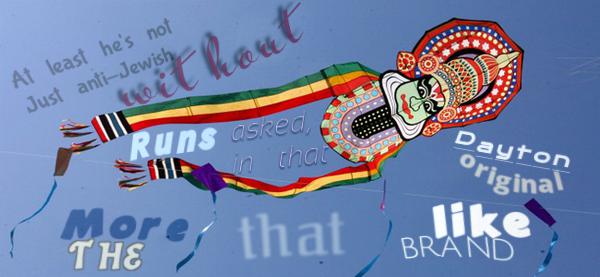 At least he's not
Just anti-Jewish
without
Runs
asked,
in that
Dayton
original
More
THE
that
like
BRAND